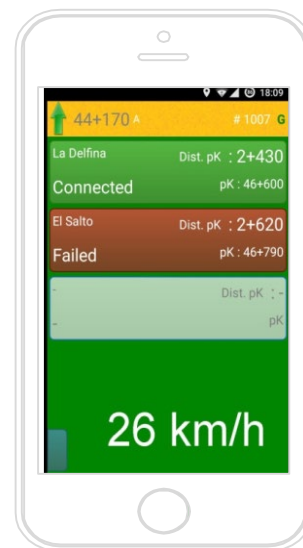 18:09
44+170 A # 1007 G
La Delfina Dist. pK : 2+430
Connected pK : 46+600
El Salto Dist. pK : 2+620
Failed pK : 46+790
- Dist. pK : -
- pK
26 km/h